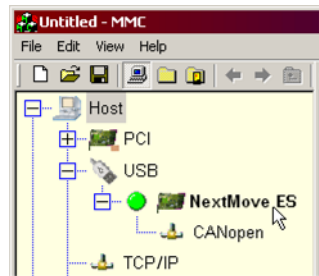 Untitled - MMC
File Edit View Help
Host
PCI
USB
NextMove ES
CANopen
TCP/IP